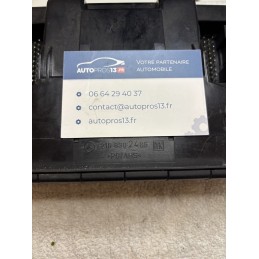 AUTOPROS13.FR
VOTRE PARTENAIRE
AUTOMOBILE
06 64 29 40 37
contact@autopros13.fr
autopros13.fr